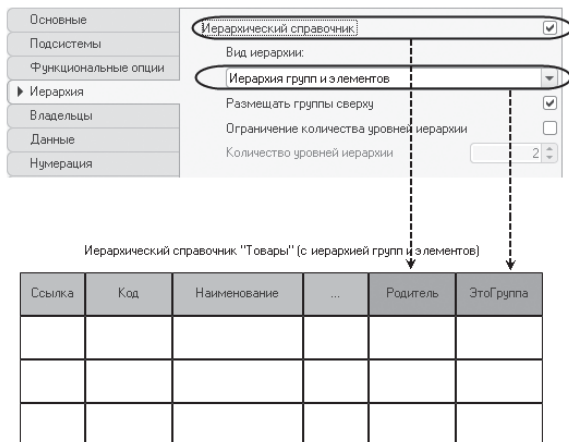 Основные
Иерархический справочник
Подсистемы
Вид иерархии:
Функциональные опции
Иерархия групп и элементов
Иерархия
Размещать группы сверху
Владельцы
Ограничение количества уровней иерархии
Данные
Количество уровней иерархии 2
Нумерация
Иерархический справочник "Товары" (с иерархией групп и элементов)
Ссылка Код Наименование ... Родитель ЭтоГруппа